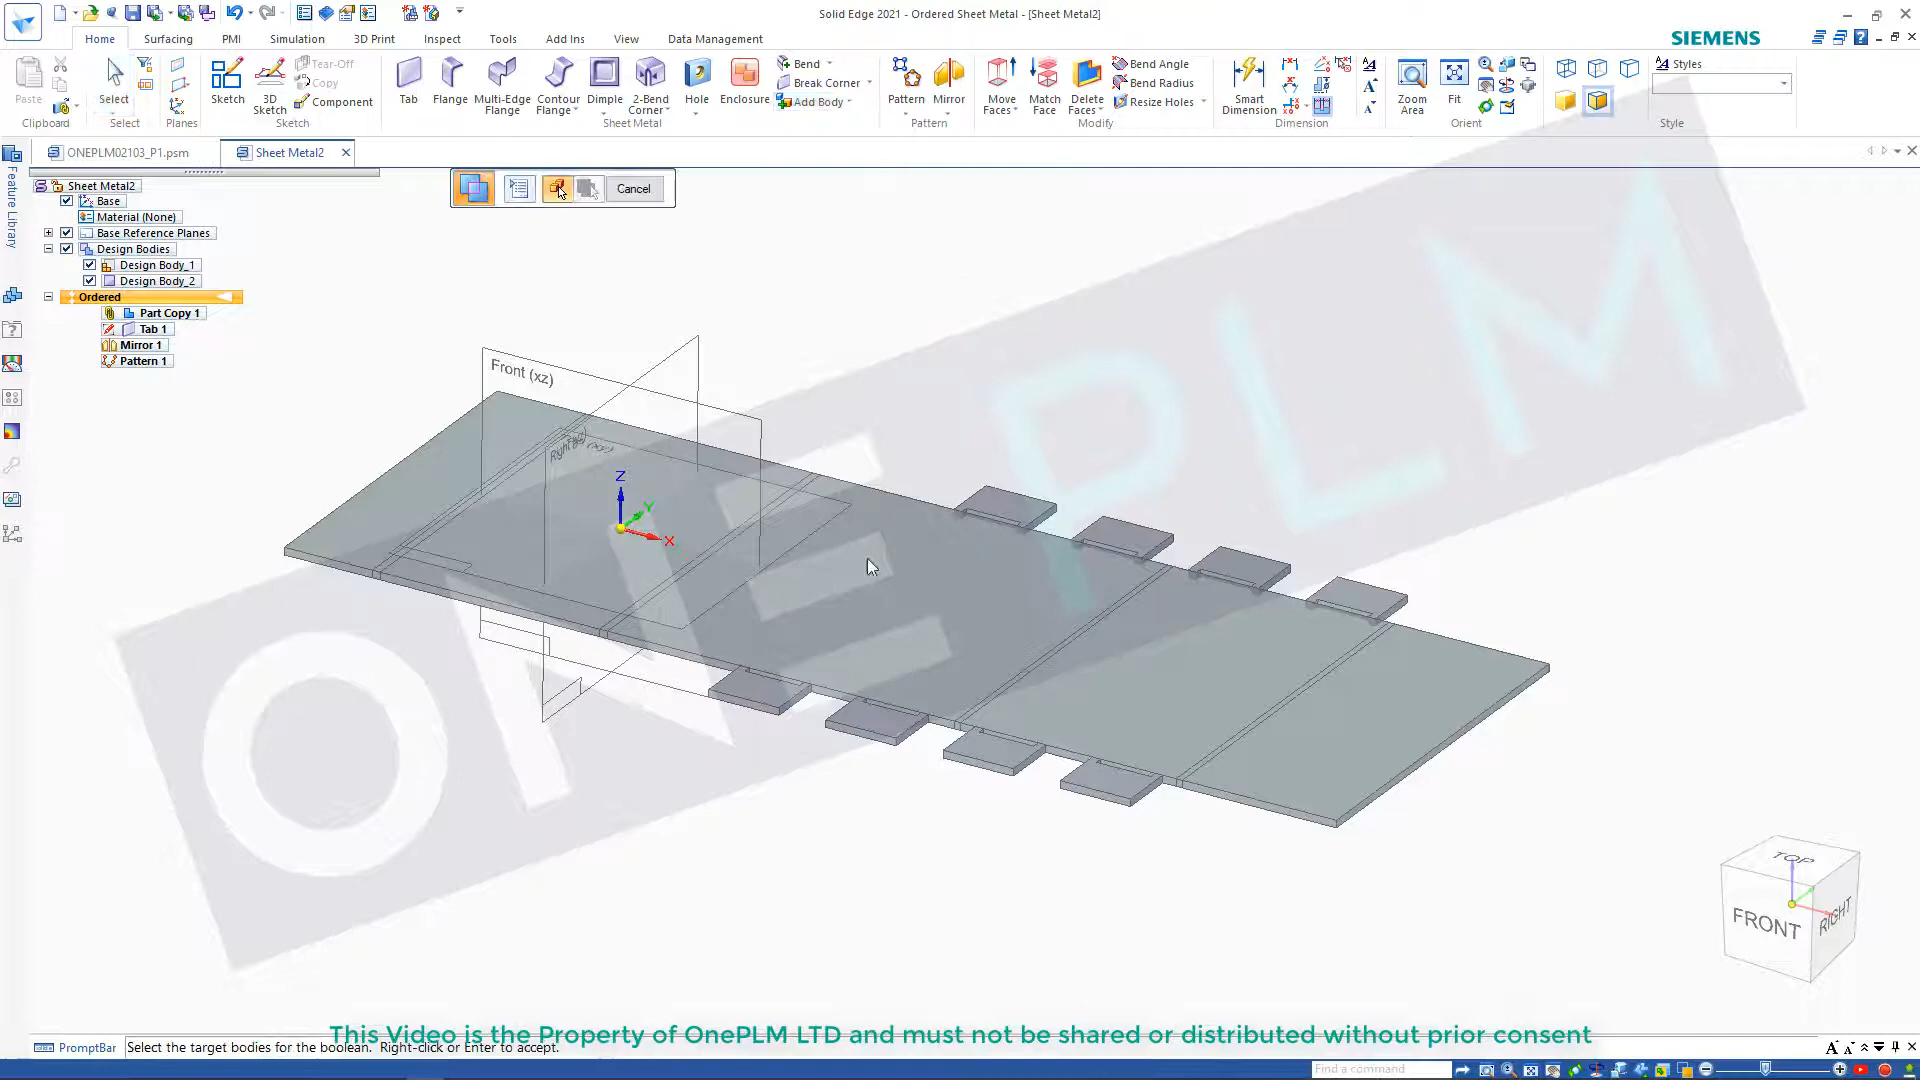 Solid Edge 2021 - Ordered Sheet Metal - [Sheet Metal2]
Home Surfacing PMI Simulation 3D Print Inspect Tools Add Ins View Data Management
SIEMENS
Paste
Clipboard
Select
Select
Planes
Sketch
3D Sketch
Tear-Off
Copy
Component
Sketch
Tab
Flange
Multi-Edge Flange
Contour Flange
Dimple
2-Bend Corner
Hole
Enclosure
Bend
Break Corner
Add Body
Sheet Metal
Pattern
Mirror
Pattern
Move Faces
Match Face
Delete Faces
Bend Angle
Bend Radius
Resize Holes
Modify
Smart Dimension
Dimension
Zoom Area
Fit
Orient
Styles
Style
ONEPLM02103_P1.psm
Sheet Metal2
Feature Library
Cancel
Sheet Metal2
Base
Material (None)
Base Reference Planes
Design Bodies
Design Body_1
Design Body_2
Ordered
Part Copy 1
Tab 1
Mirror 1
Pattern 1
Front (xz)
Z
Y
X
ONEPLM
TOP
FRONT
RIGHT
This Video is the Property of OnePLM LTD and must not be shared or distributed without prior consent
PromptBar
Select the target bodies for the boolean. Right-click or Enter to accept.
Find a command